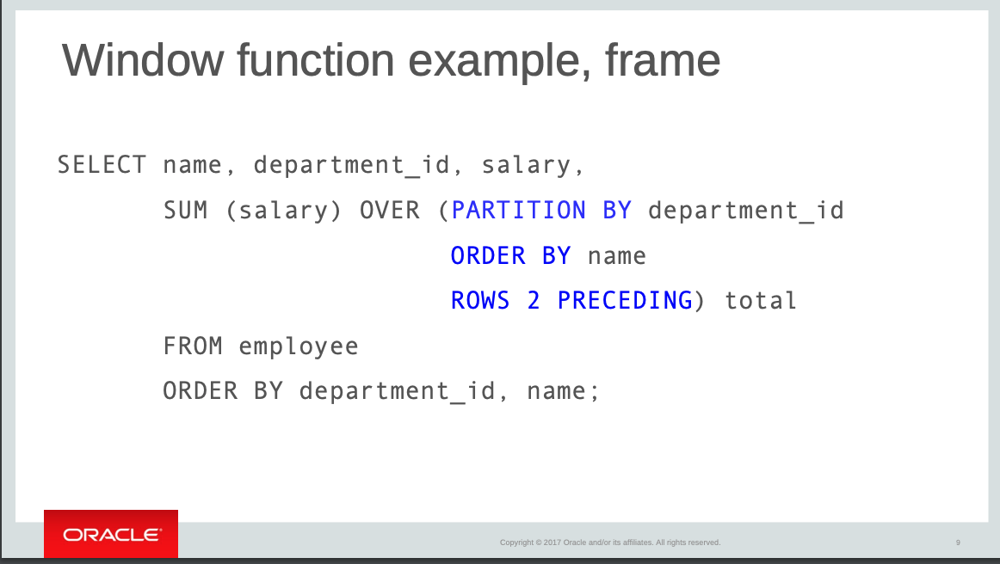 Window function example, frame
SELECT name, department_id, salary,
SUM (salary) OVER (PARTITION BY department_id
ORDER BY name
ROWS 2 PRECEDING) total
FROM employee
ORDER BY department_id, name;
ORACLE®
Copyright © 2017 Oracle and/or its affiliates. All rights reserved.
9